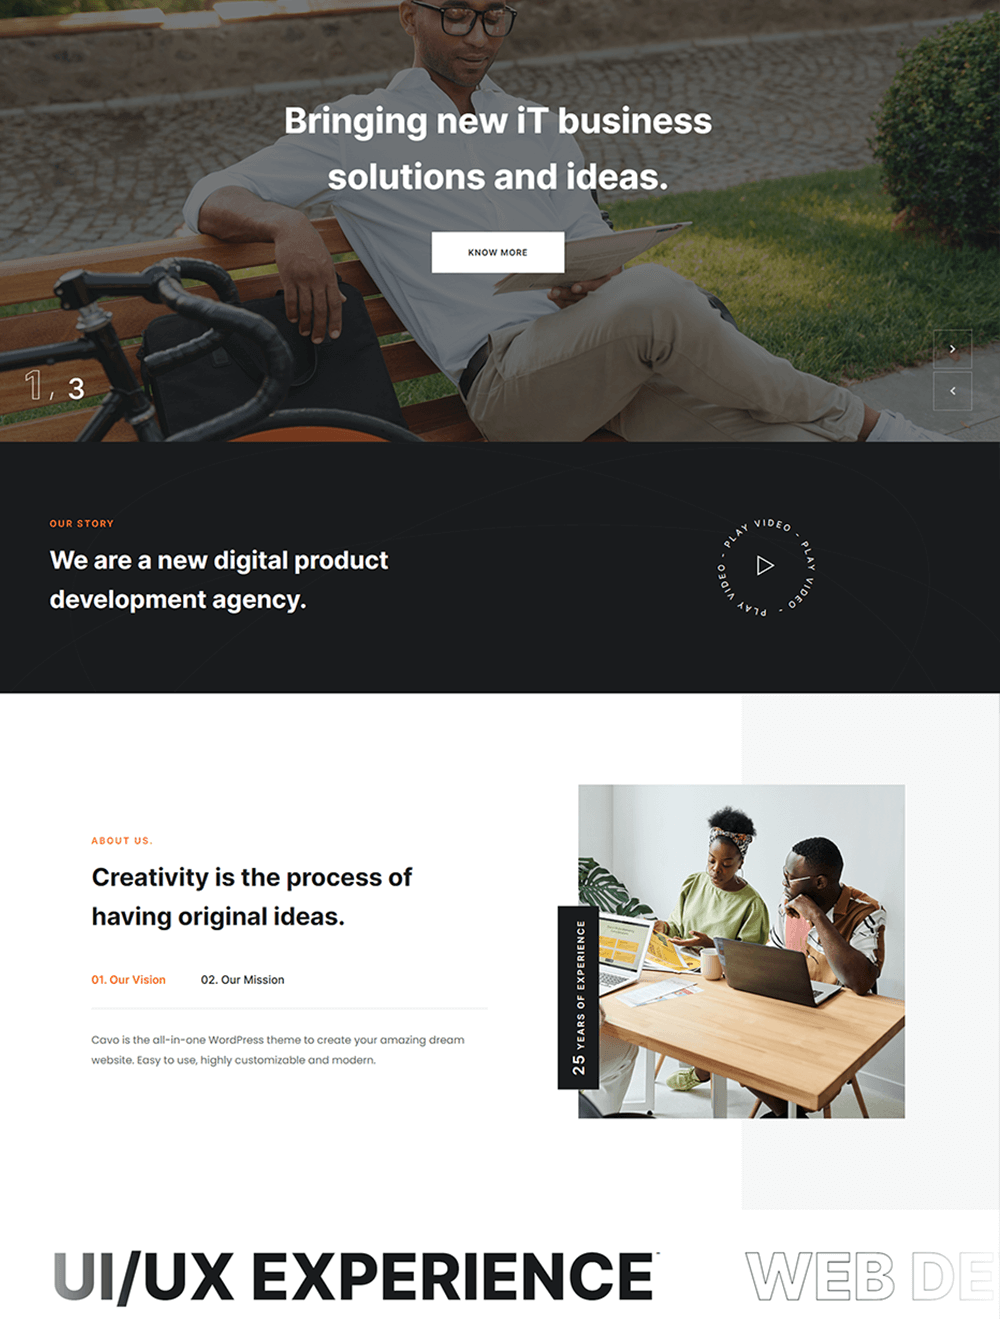 Bringing new iT business
solutions and ideas.
KNOW MORE
1, 3
OUR STORY
We are a new digital product
development agency.
PLAY VIDEO - PLAY VIDEO - PLAY VIDEO -
ABOUT US.
Creativity is the process of
having original ideas.
01. Our Vision 02. Our Mission
Cavo is the all-in-one WordPress theme to create your amazing dream
website. Easy to use, highly customizable and modern.
25 YEARS OF EXPERIENCE
UI/UX EXPERIENCE WEB DE